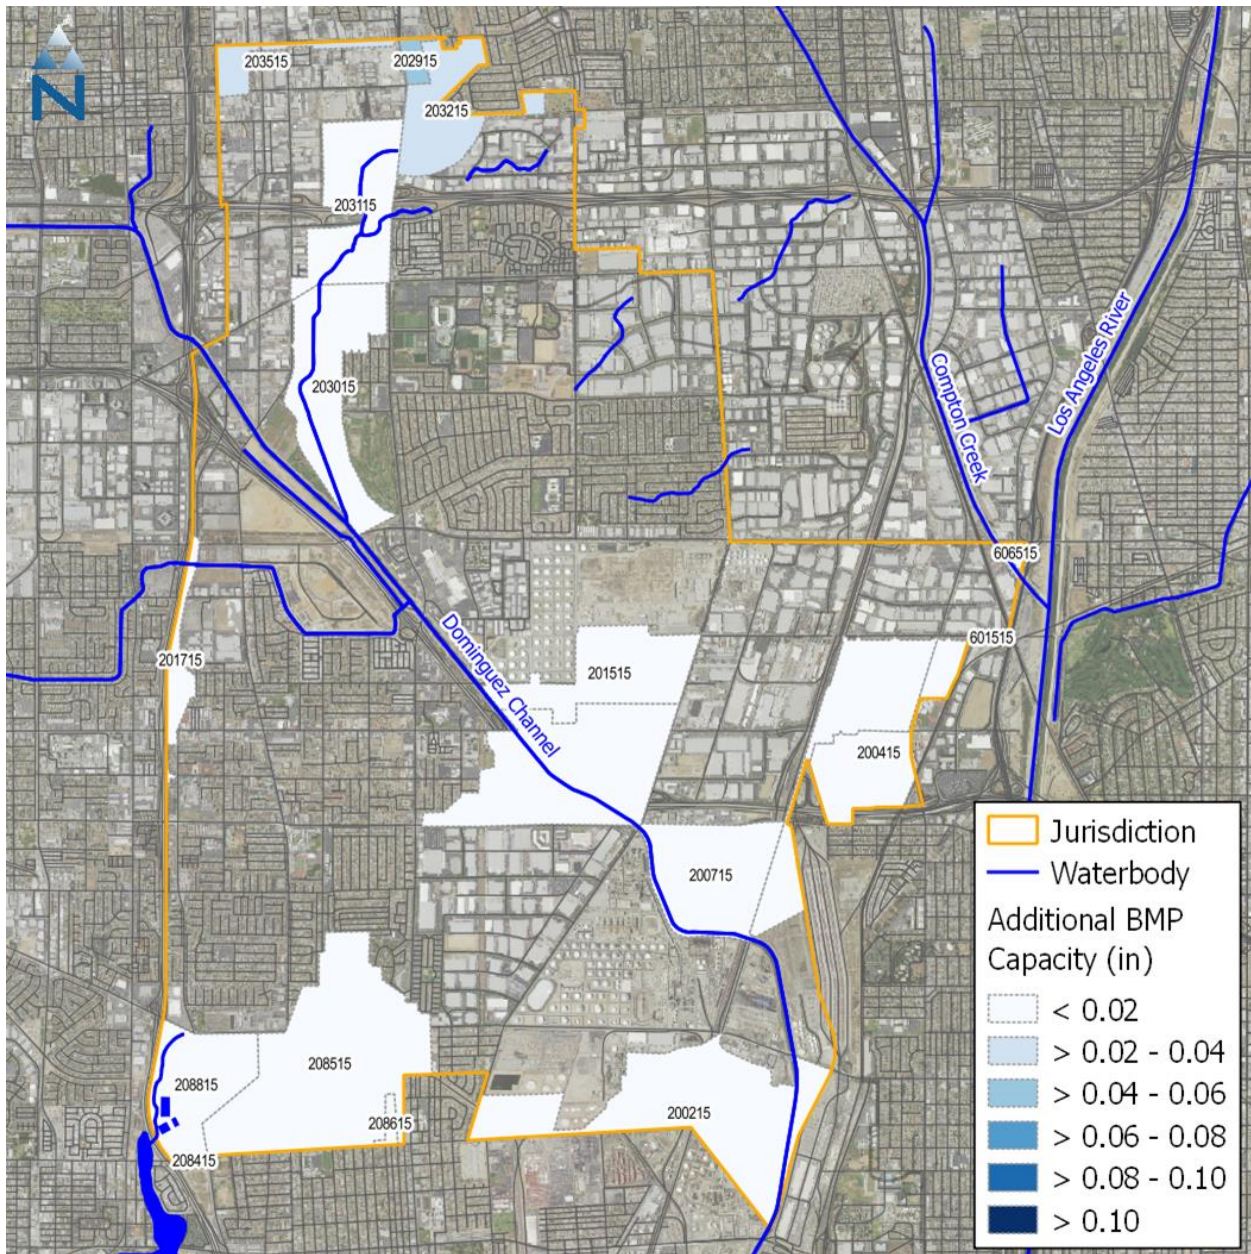 N
203515
202915
203215
203115
203015
Compton Creek
Los Angeles River
606515
601515
201715
Dominguez Channel
201515
200415
200715
208815
208515
208615
200215
208415
Jurisdiction
Waterbody
Additional BMP
Capacity (in)
< 0.02
> 0.02 - 0.04
> 0.04 - 0.06
> 0.06 - 0.08
> 0.08 - 0.10
> 0.10